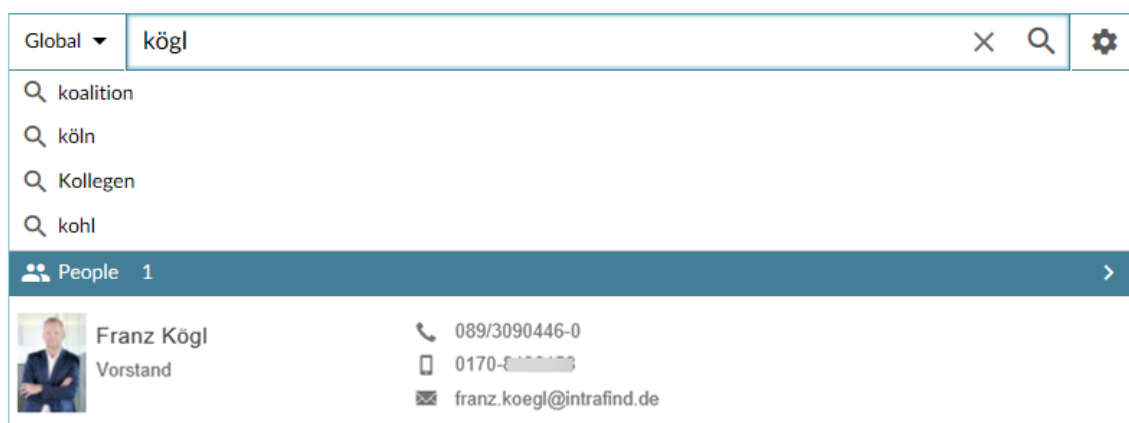 Global kögl
koalition
köln
Kollegen
kohl
People 1
Franz Kögl
Vorstand
089/3090446-0
0170-
franz.koegl@intrafind.de